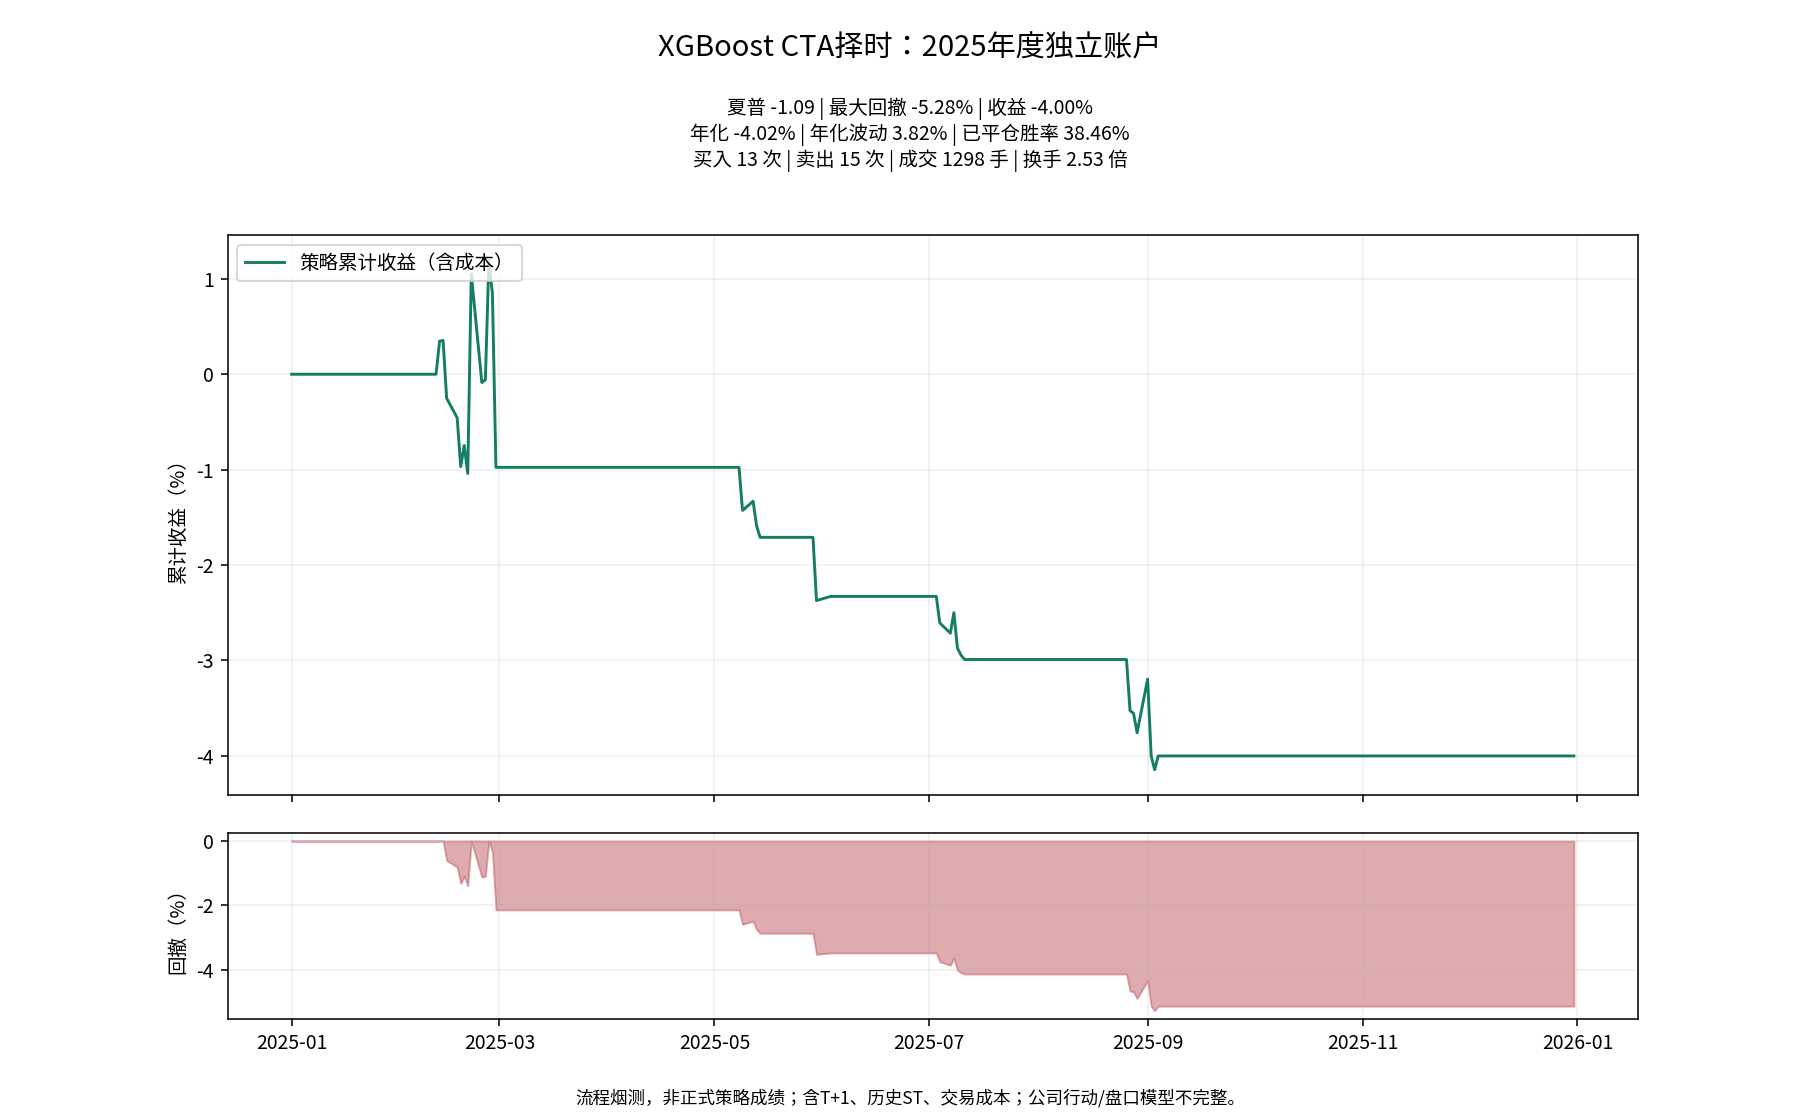 XGBoost CTA择时：2025年度独立账户
夏普 -1.09 | 最大回撤 -5.28% | 收益 -4.00%
年化 -4.02% | 年化波动 3.82% | 已平仓胜率 38.46%
买入 13 次 | 卖出 15 次 | 成交 1298 手 | 换手 2.53 倍
策略累计收益（含成本）
累计收益（%）
1
0
-1
-2
-3
-4
回撤（%）
0
-2
-4
2025-01
2025-03
2025-05
2025-07
2025-09
2025-11
2026-01
流程烟测，非正式策略成绩；含T+1、历史ST、交易成本；公司行动/盘口模型不完整。